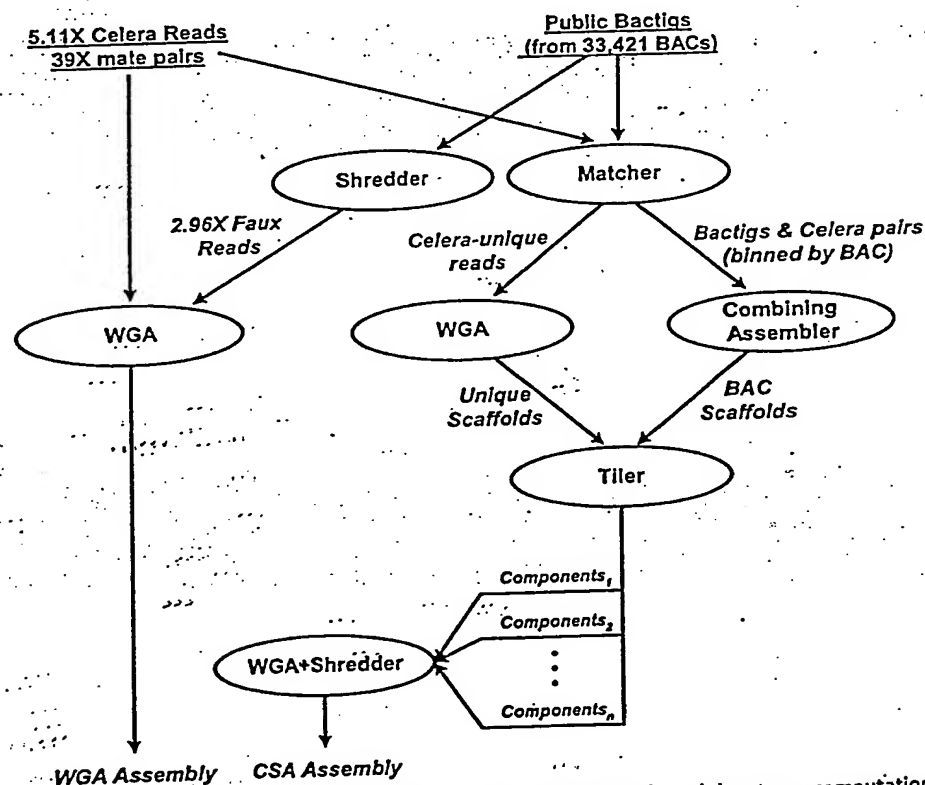 5.11X Celera Reads
39X mate pairs
Public Bactigs
(from 33,421 BACs)
Shredder
Matcher
2.96X Faux
Reads
Celera-unique
reads
Bactigs & Celera pairs
(binned by BAC)
WGA
WGA
Combining
Assembler
Unique
Scaffolds
BAC
Scaffolds
Tiler
Components1
Components2
Componentsn
WGA+Shredder
WGA Assembly
CSA Assembly